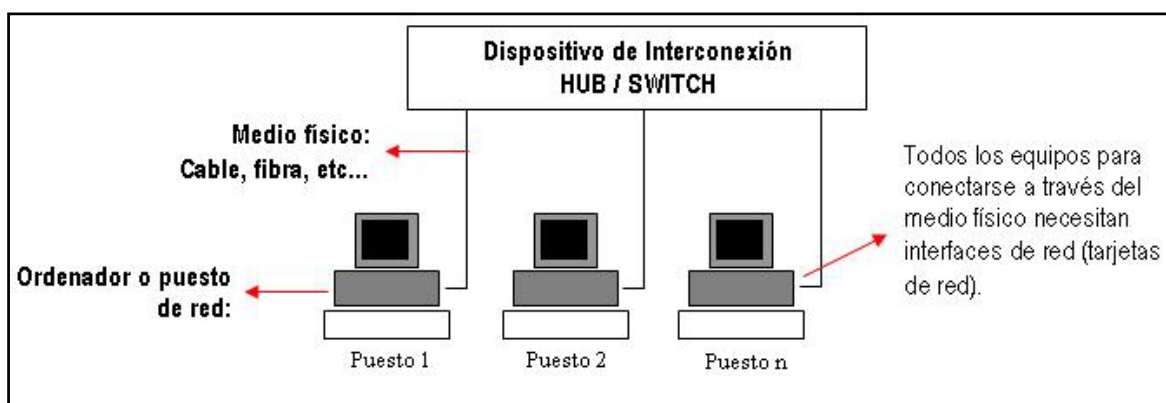 Dispositivo de Interconexión
HUB / SWITCH
Medio físico:
Cable, fibra, etc...
Todos los equipos para
conectarse a través del
medio físico necesitan
interfaces de red (tarjetas
de red).
Ordenador o puesto
de red:
Puesto 1
Puesto 2
Puesto n